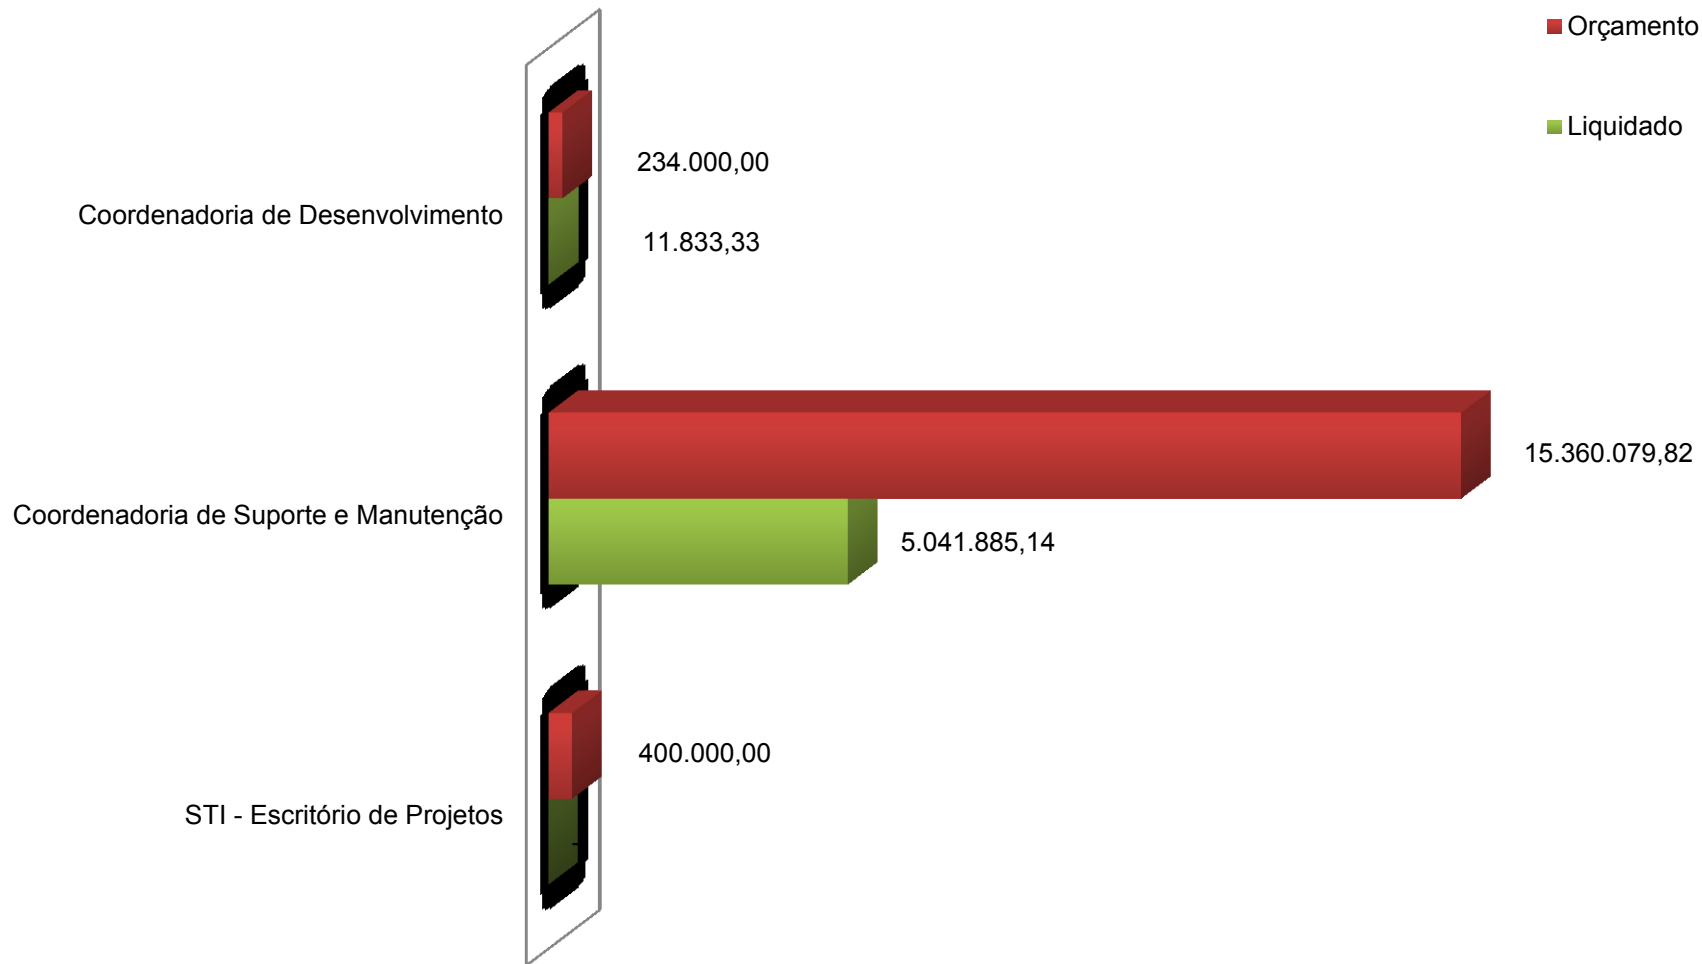 Orçamento
Liquidado
Coordenadoria de Desenvolvimento
234.000,00
11.833,33
Coordenadoria de Suporte e Manutenção
15.360.079,82
5.041.885,14
STI - Escritório de Projetos
400.000,00
-